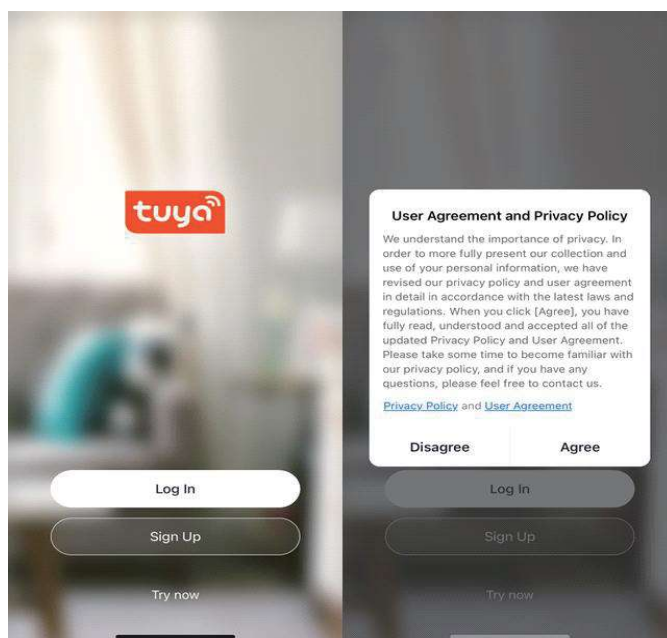 tuya
Log In
Sign Up
Try now
User Agreement and Privacy Policy
We understand the importance of privacy. In
order to more fully present our collection and
use of your personal information, we have
revised our privacy policy and user agreement
in detail in accordance with the latest laws and
regulations. When you click [Agree], you have
fully read, understood and accepted all of the
updated Privacy Policy and User Agreement.
Please take some time to become familiar with
our privacy policy, and if you have any
questions, please feel free to contact us.
Privacy Policy and User Agreement
Disagree Agree
Log In
Sign Up
Try now